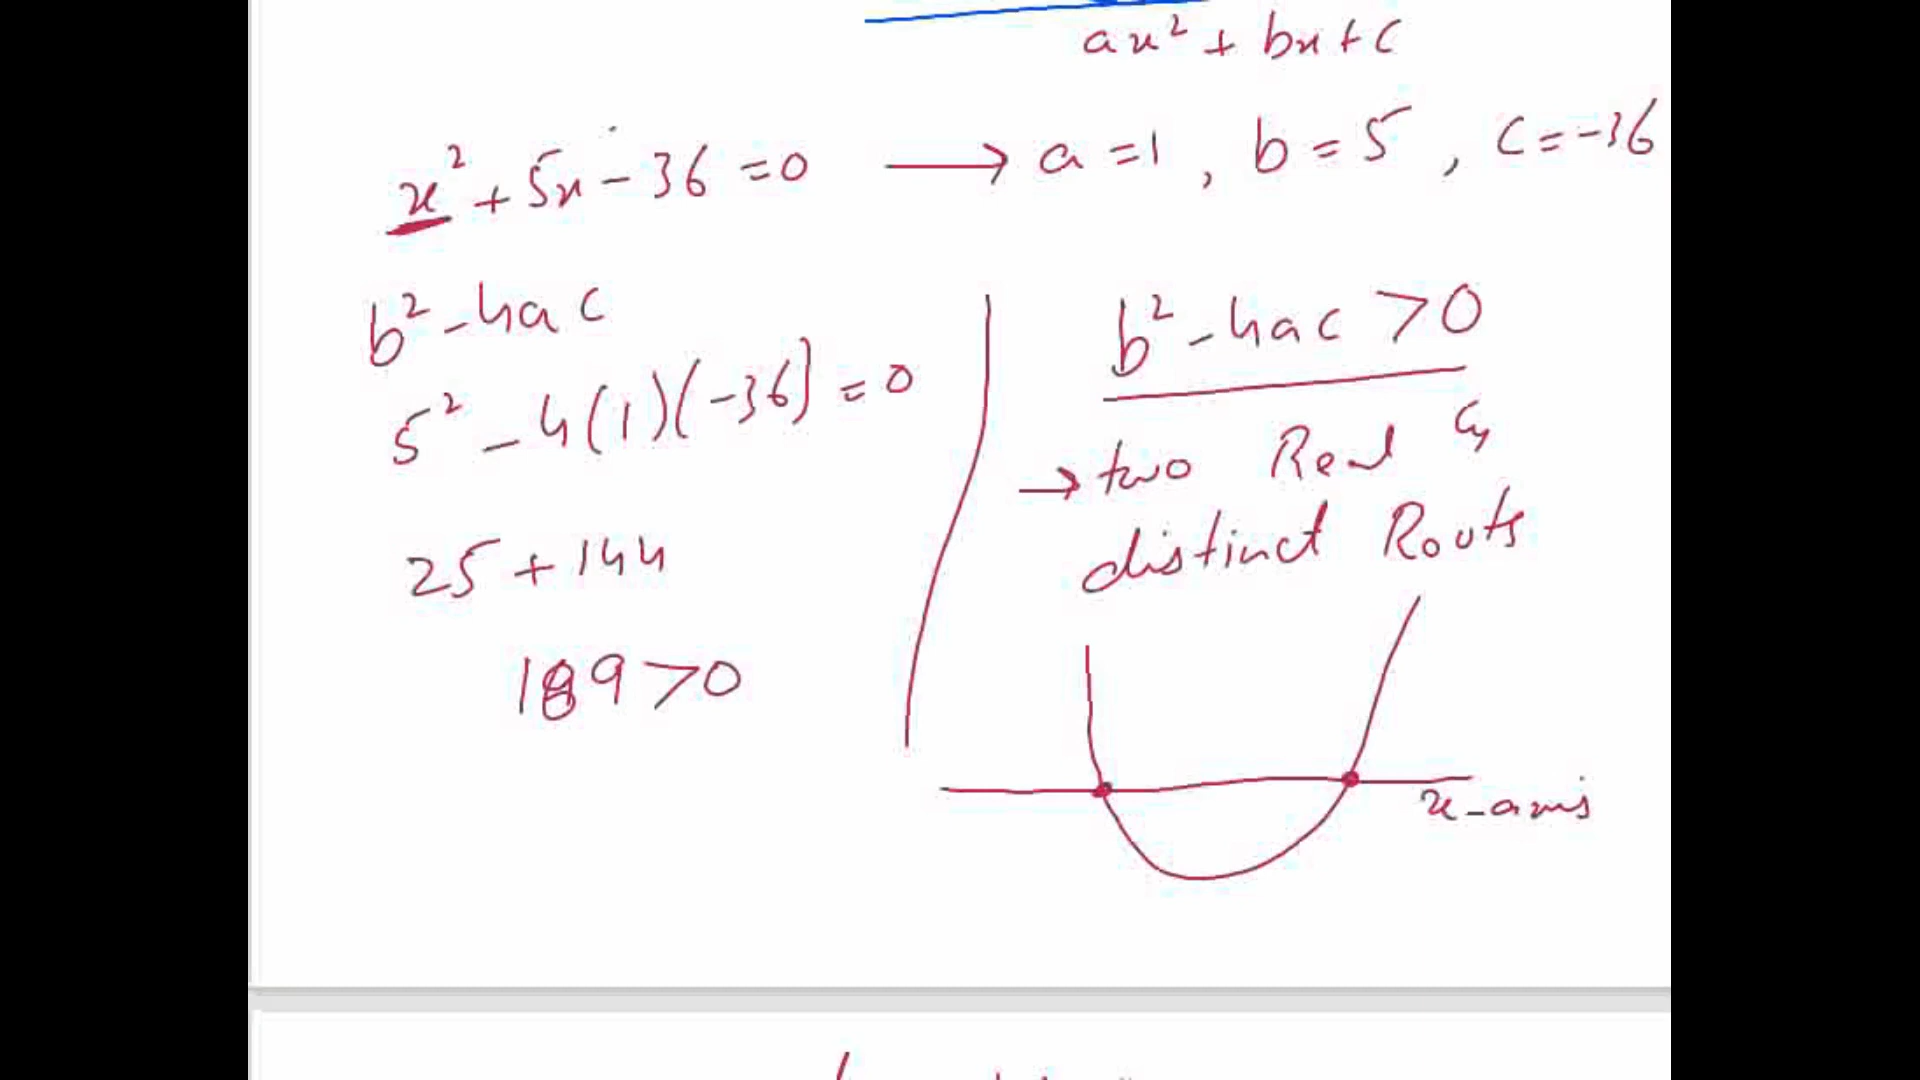 ax² + bx + c
x² + 5x - 36 = 0 → a = 1, b = 5, c = -36
b² - 4ac
5² - 4(1)(-36) = 0
25 + 144
189 > 0
b² - 4ac > 0
→ two Real &
distinct Roots
x-axis